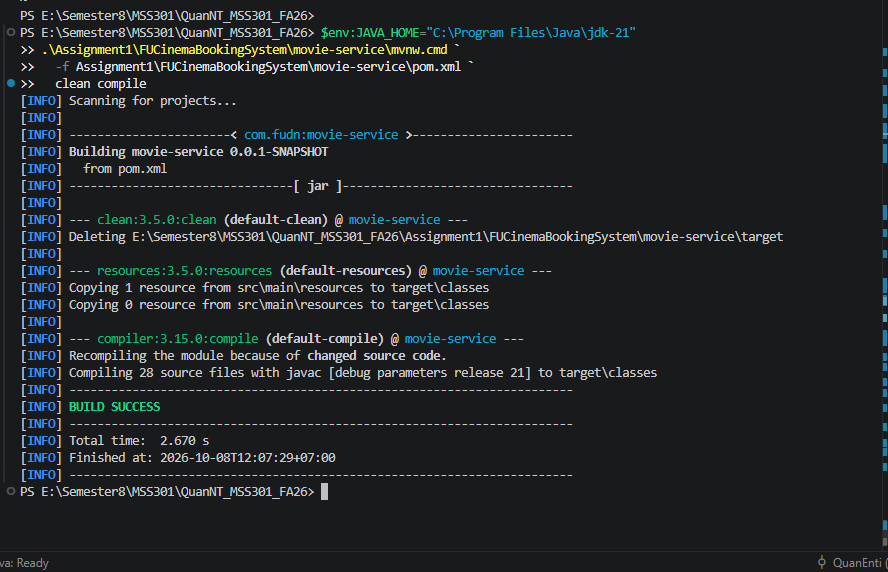 PS E:\Semester8\MSS301\QuanNT_MSS301_FA26>
PS E:\Semester8\MSS301\QuanNT_MSS301_FA26> $env:JAVA_HOME="C:\Program Files\Java\jdk-21"
>> .\Assignment1\FUCinemaBookingSystem\movie-service\mvnw.cmd `
>>   -f Assignment1\FUCinemaBookingSystem\movie-service\pom.xml `
>>   clean compile
[INFO] Scanning for projects...
[INFO]
[INFO] -----------------------< com.fudn:movie-service >-----------------------
[INFO] Building movie-service 0.0.1-SNAPSHOT
[INFO]   from pom.xml
[INFO] --------------------------------[ jar ]---------------------------------
[INFO]
[INFO] --- clean:3.5.0:clean (default-clean) @ movie-service ---
[INFO] Deleting E:\Semester8\MSS301\QuanNT_MSS301_FA26\Assignment1\FUCinemaBookingSystem\movie-service\target
[INFO]
[INFO] --- resources:3.5.0:resources (default-resources) @ movie-service ---
[INFO] Copying 1 resource from src\main\resources to target\classes
[INFO] Copying 0 resource from src\main\resources to target\classes
[INFO]
[INFO] --- compiler:3.15.0:compile (default-compile) @ movie-service ---
[INFO] Recompiling the module because of changed source code.
[INFO] Compiling 28 source files with javac [debug parameters release 21] to target\classes
[INFO] ------------------------------------------------------------------------
[INFO] BUILD SUCCESS
[INFO] ------------------------------------------------------------------------
[INFO] Total time:  2.670 s
[INFO] Finished at: 2026-10-08T12:07:29+07:00
[INFO] ------------------------------------------------------------------------
PS E:\Semester8\MSS301\QuanNT_MSS301_FA26>
va: Ready
QuanEnti (